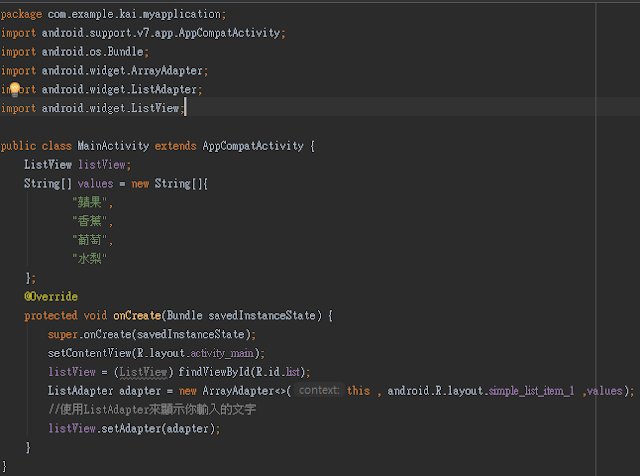 package com.example.kai.myapplication;
import android.support.v7.app.AppCompatActivity;
import android.os.Bundle;
import android.widget.ArrayAdapter;
import android.widget.ListAdapter;
import android.widget.ListView;
public class MainActivity extends AppCompatActivity {
ListView listView;
String[] values = new String[]{
"蘋果",
"香蕉",
"葡萄",
"水梨"
};
@Override
protected void onCreate(Bundle savedInstanceState) {
super.onCreate(savedInstanceState);
setContentView(R.layout.activity_main);
listView = (ListView) findViewById(R.id.list);
ListAdapter adapter = new ArrayAdapter<>( context: this , android.R.layout.simple_list_item_1 ,values);
//使用ListAdapter來顯示你輸入的文字
listView.setAdapter(adapter);
}
}